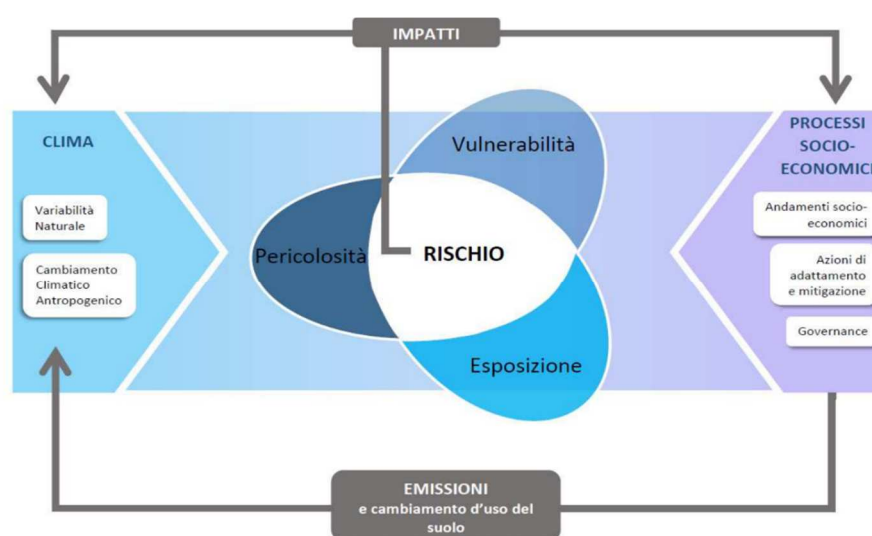 IMPATTI
CLIMA
Variabilità
Naturale
Cambiamento
Climatico
Antropogenico
Vulnerabilità
Pericolosità
RISCHIO
Esposizione
PROCESSI
SOCIO-
ECONOMICI
Andamenti socio-
economici
Azioni di
adattamento
e mitigazione
Governance
EMISSIONI
e cambiamento d'uso del
suolo